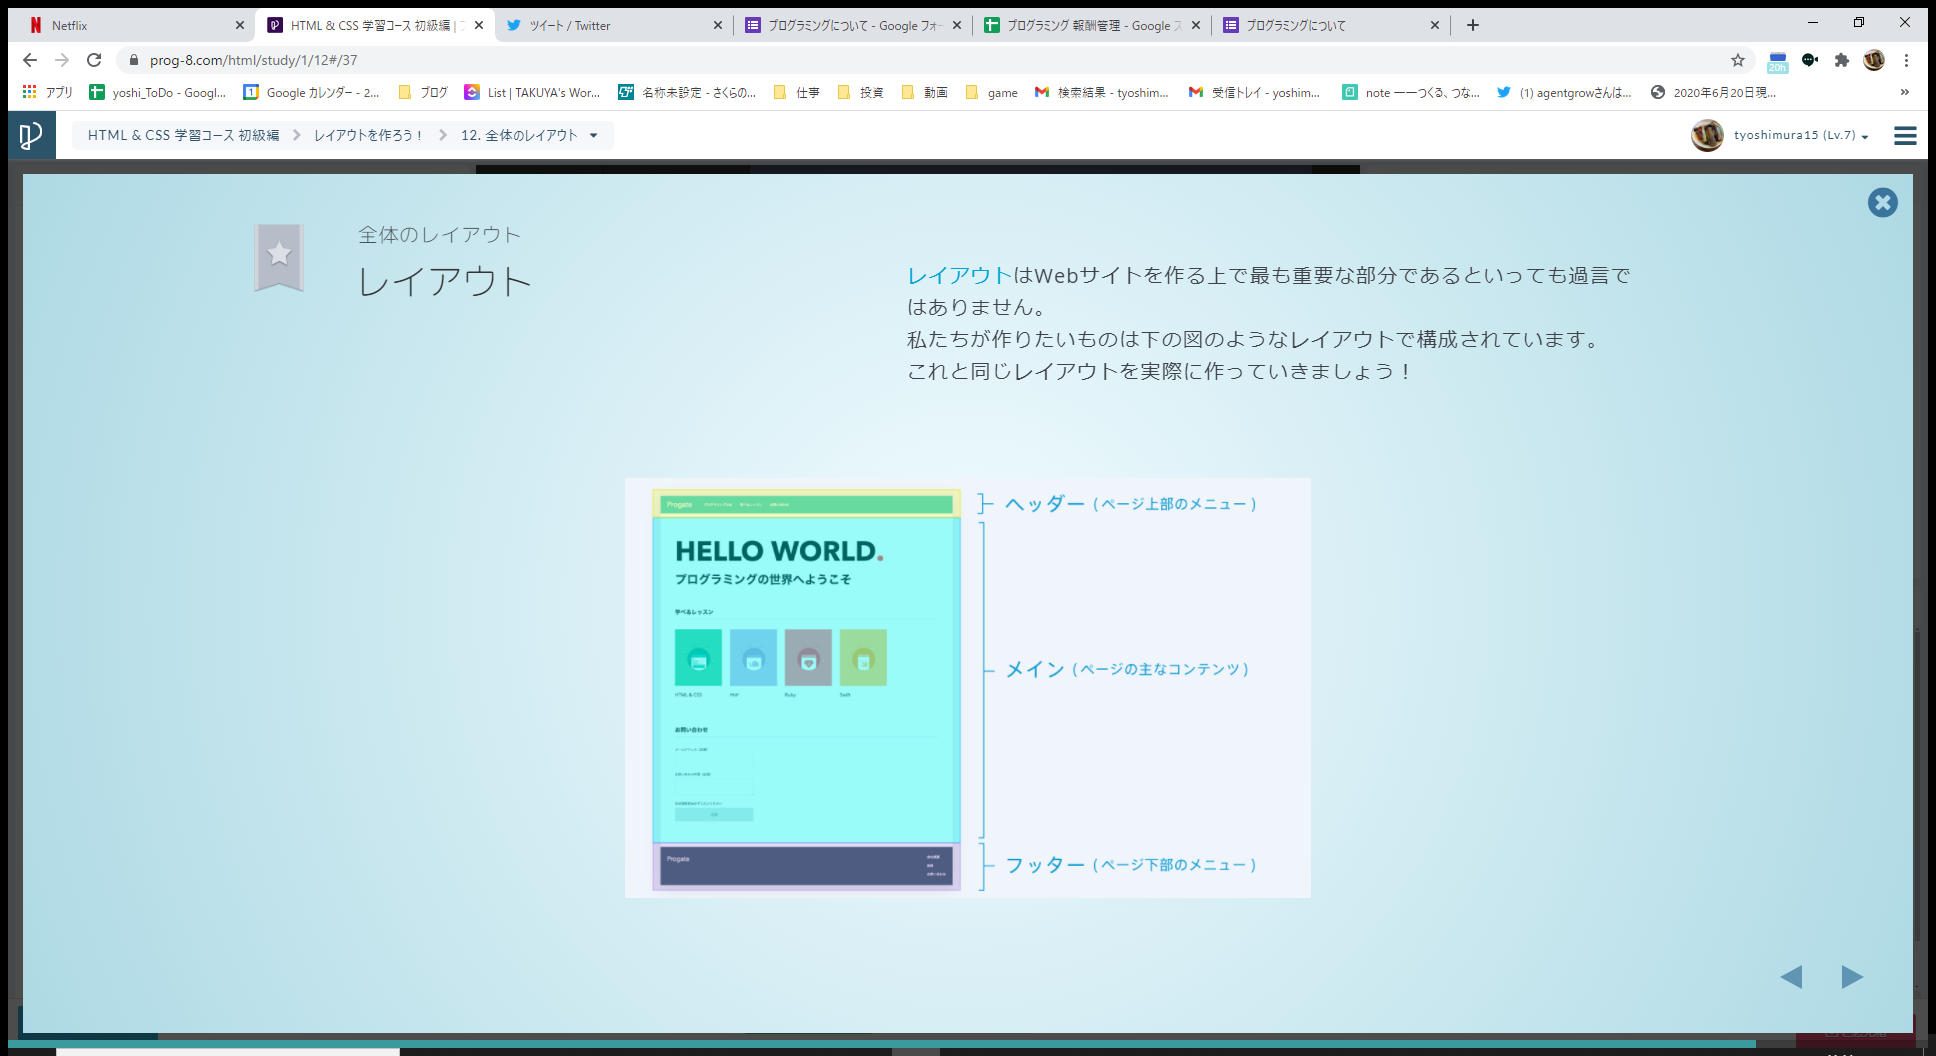 Netflix
HTML & CSS 学習コース 初級編 | プ
ツイート / Twitter
プログラミングについて - Google フォー
プログラミング 報酬管理 - Google ス
プログラミングについて
prog-8.com/html/study/1/12#/37
20h
アプリ
yoshi_ToDo - Googl...
Google カレンダー - 2...
ブログ
List | TAKUYA's Wor...
名称未設定 - さくらの...
仕事
投資
動画
game
検索結果 - tyoshim...
受信トレイ - yoshim...
note ーーつくる、つな...
(1) agentgrowさんは...
2020年6月20日現...
HTML & CSS 学習コース 初級編
レイアウトを作ろう！
12. 全体のレイアウト
tyoshimura15 (Lv.7)
全体のレイアウト
レイアウト
レイアウトはWebサイトを作る上で最も重要な部分であるといっても過言で
はありません。
私たちが作りたいものは下の図のようなレイアウトで構成されています。
これと同じレイアウトを実際に作っていきましょう！
Progate
ヘッダー ( ページ上部のメニュー )
HELLO WORLD.
プログラミングの世界へようこそ
学べるレッスン
HTML & CSS
PHP
Ruby
Swift
メイン ( ページの主なコンテンツ )
お問い合わせ
Progate
フッター ( ページ下部のメニュー )